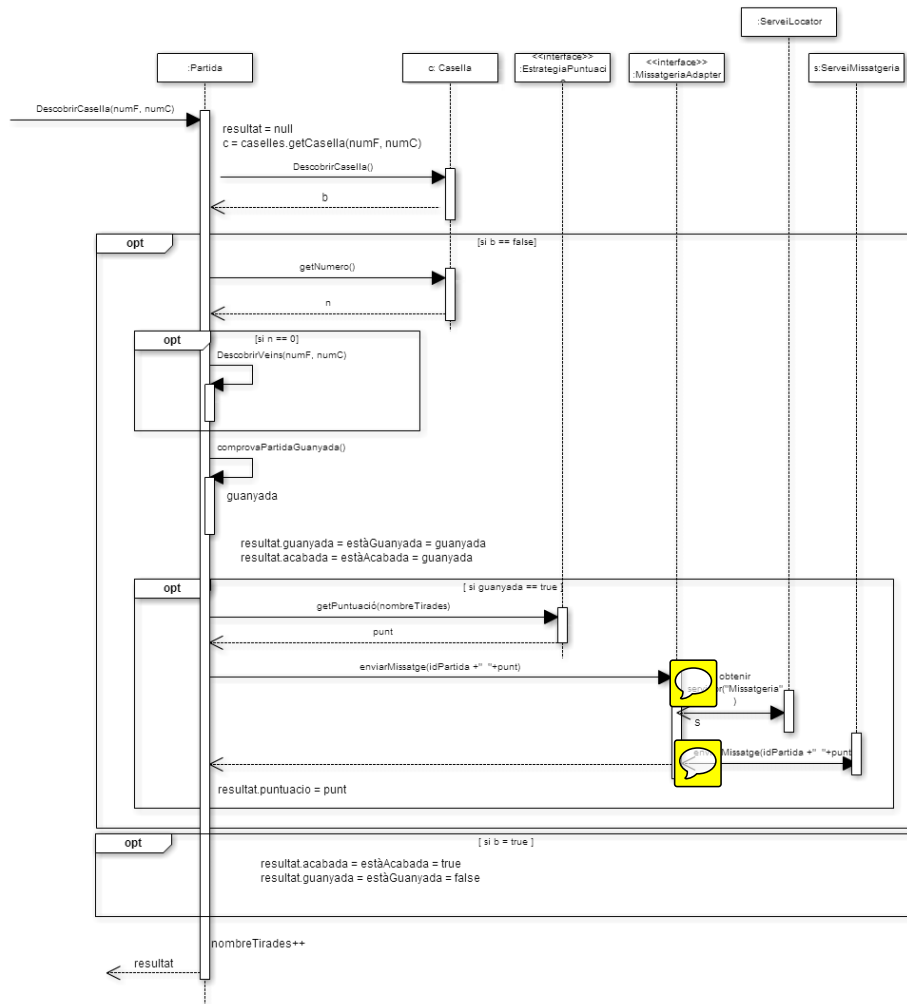 :ServeiLocator
:Partida
c: Casella
<<interface>>
:EstrategiaPuntuaci
<<interface>>
:MissatgeriaAdapter
s:ServeiMissatgeria
DescobrirCasella(numF, numC)
resultat = null
c = caselles.getCasella(numF, numC)
DescobrirCasella()
b
opt
[si b == false]
getNumero()
n
opt
[si n == 0]
DescobrirVeins(numF, numC)
comprovaPartidaGuanyada()
guanyada
resultat.guanyada = estàGuanyada = guanyada
resultat.acabada = estàAcabada = guanyada
opt
[ si guanyada == true ]
getPuntuació(nombreTirades)
punt
enviarMissatge(idPartida +" "+punt)
obtenir
("Missatgeria"
)
S
Missatge(idPartida +" "+punt
resultat.puntuacio = punt
opt
[ si b = true ]
resultat.acabada = estàAcabada = true
resultat.guanyada = estàGuanyada = false
nombreTirades++
resultat